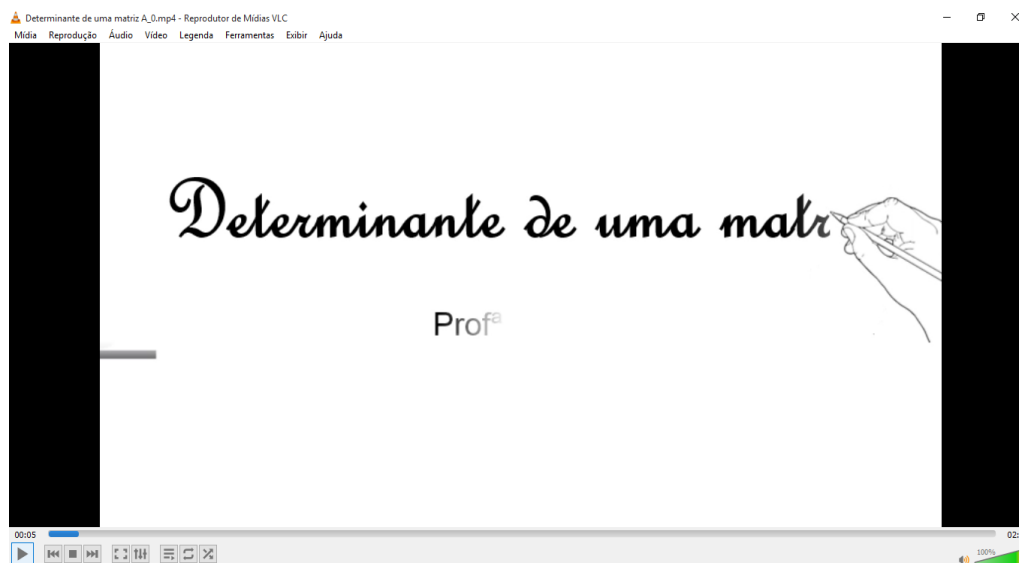 Determinante de uma matriz A_0.mp4 - Reprodutor de Mídias VLC
Mídia Reprodução Áudio Vídeo Legenda Ferramentas Exibir Ajuda
Determinante de uma matr
Profª
00:05
02:
100%